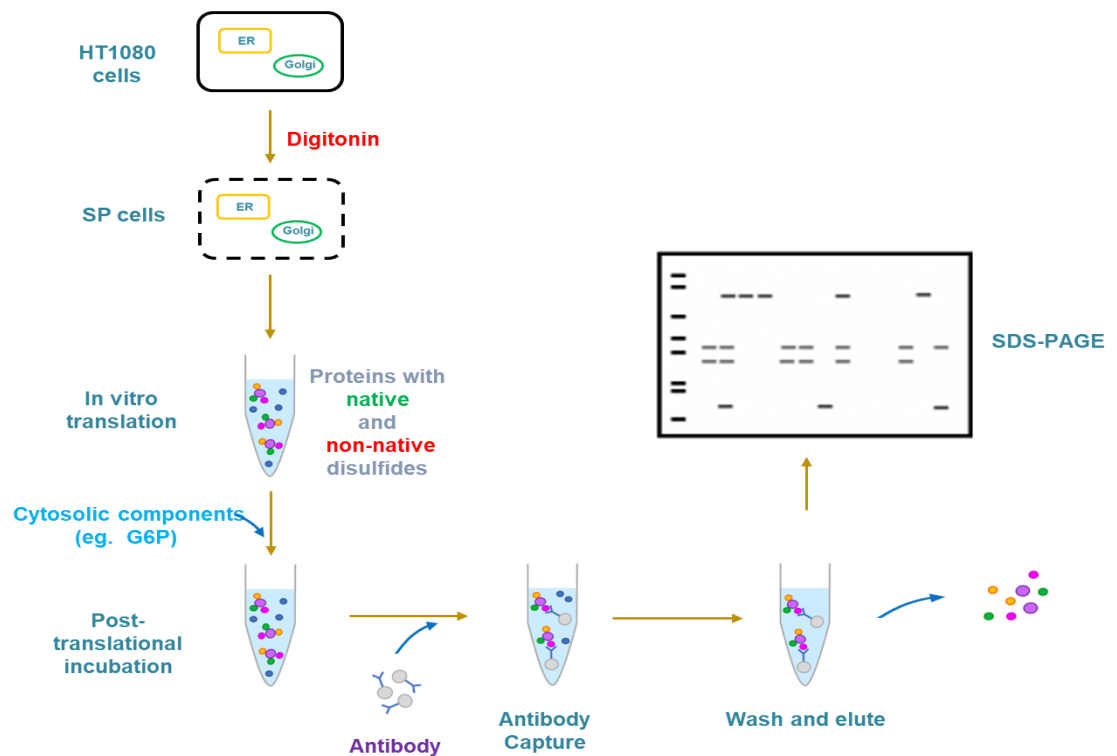 HT1080
cells
ER
Golgi
Digitonin
SP cells
ER
Golgi
In vitro
translation
Proteins with
native
and
non-native
disulfides
SDS-PAGE
Cytosolic components
(eg. G6P)
Post-
translational
incubation
Antibody
Antibody
Capture
Wash and elute